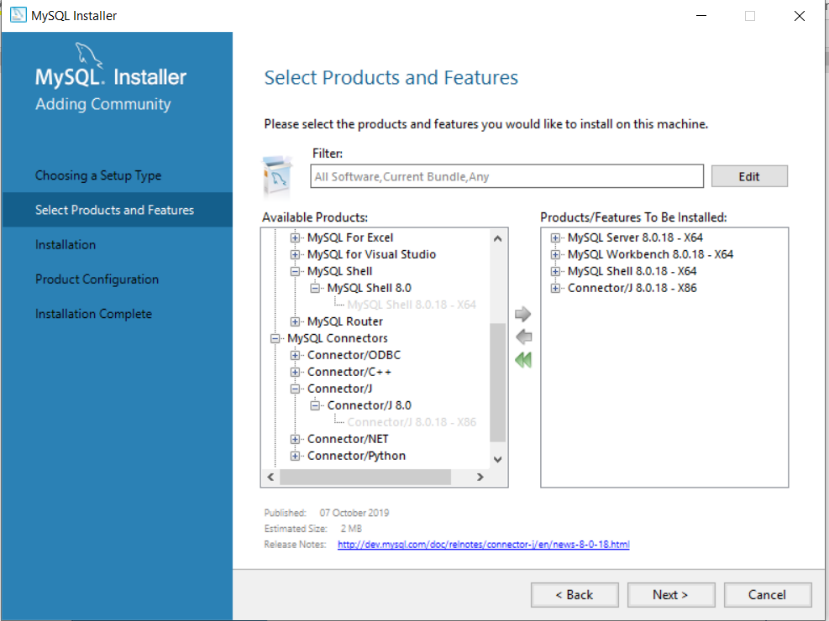 MySQL Installer
MySQL. Installer
Adding Community
Choosing a Setup Type
Select Products and Features
Installation
Product Configuration
Installation Complete
Select Products and Features
Please select the products and features you would like to install on this machine.
Filter:
All Software,Current Bundle,Any
Edit
Available Products:
MySQL For Excel
MySQL for Visual Studio
MySQL Shell
MySQL Shell 8.0
MySQL Shell 8.0.18 - X64
MySQL Router
MySQL Connectors
Connector/ODBC
Connector/C++
Connector/J
Connector/J 8.0
Connector/J 8.0.18 - X86
Connector/NET
Connector/Python
Products/Features To Be Installed:
MySQL Server 8.0.18 - X64
MySQL Workbench 8.0.18 - X64
MySQL Shell 8.0.18 - X64
Connector/J 8.0.18 - X86
Published: 07 October 2019
Estimated Size: 2 MB
Release Notes: http://dev.mysql.com/doc/relnotes/connector-j/en/news-8-0-18.html
< Back
Next >
Cancel